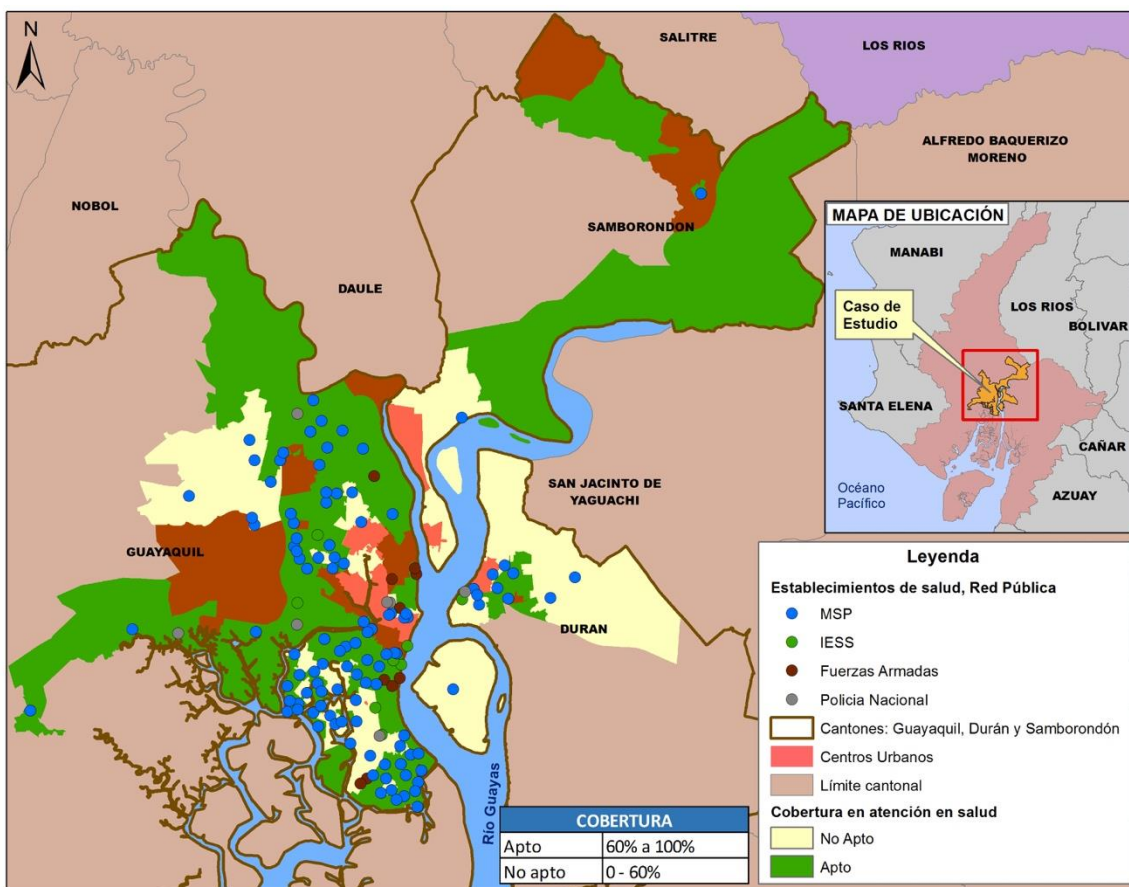 N
SALITRE
LOS RIOS
ALFREDO BAQUERIZO
MORENO
NOBOL
SAMBORONDON
DAULE
SAN JACINTO DE
YAGUACHI
GUAYAQUIL
DURAN
Río Guayas
MAPA DE UBICACIÓN
MANABI
LOS RIOS
Caso de
Estudio
BOLIVAR
SANTA ELENA
CAÑAR
AZUAY
Océano
Pacífico
Leyenda
Establecimientos de salud, Red Pública
MSP
IESS
Fuerzas Armadas
Policia Nacional
Cantones: Guayaquil, Durán y Samborondón
Centros Urbanos
Límite cantonal
Cobertura en atención en salud
No Apto
Apto
COBERTURA
Apto 60% a 100%
No apto 0 - 60%